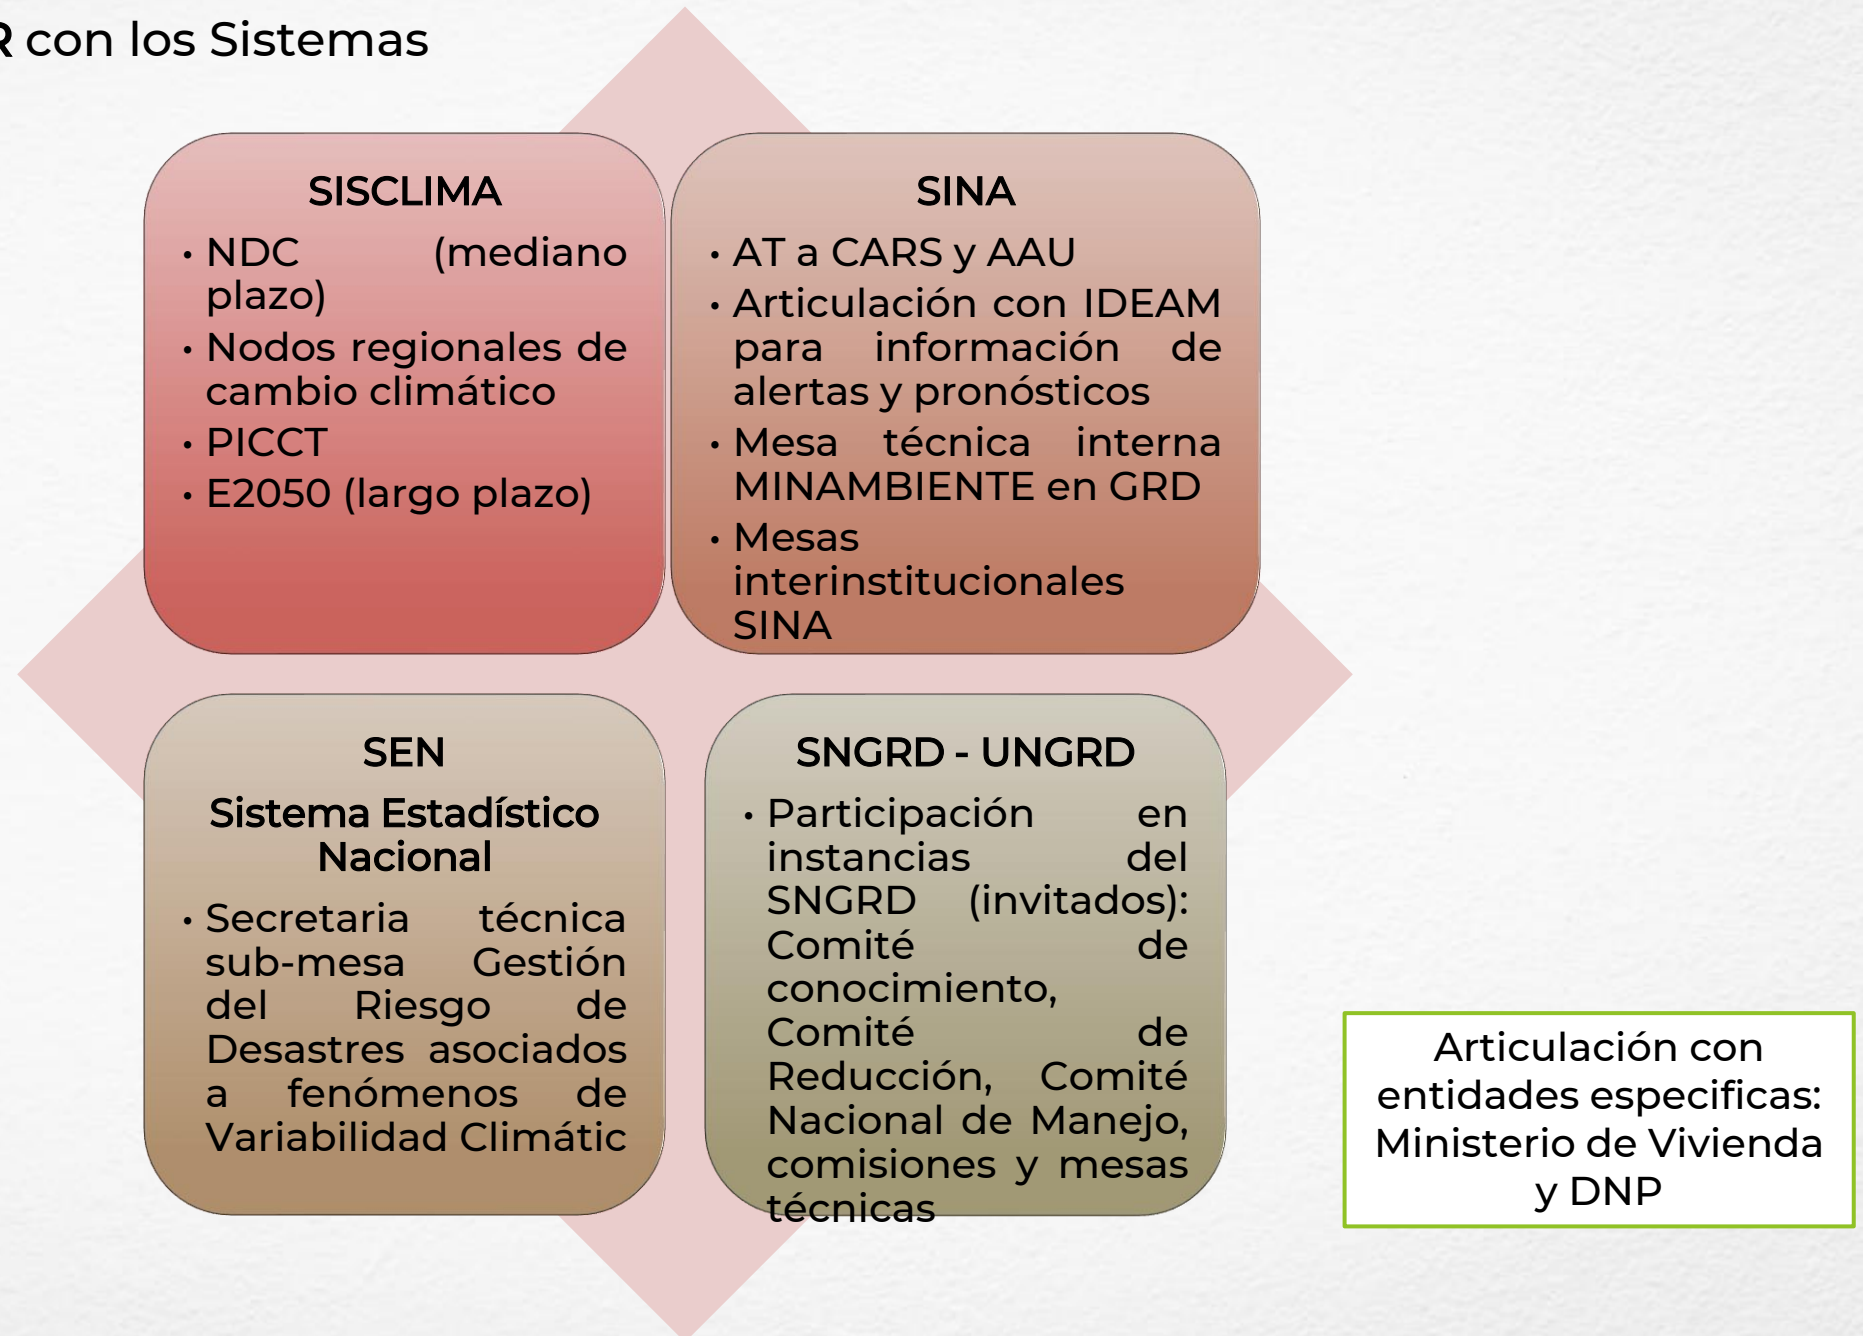 R con los Sistemas
SISCLIMA
• NDC (mediano
plazo)
• Nodos regionales de
cambio climático
• PICCT
• E2050 (largo plazo)
SINA
• AT a CARS y AAU
• Articulación con IDEAM
para información de
alertas y pronósticos
• Mesa técnica interna
MINAMBIENTE en GRD
• Mesas
interinstitucionales
SINA
SEN
Sistema Estadístico
Nacional
• Secretaria técnica
sub-mesa Gestión
del Riesgo de
Desastres asociados
a fenómenos de
Variabilidad Climátic
SNGRD - UNGRD
• Participación en
instancias del
SNGRD (invitados):
Comité de
conocimiento,
Comité de
Reducción, Comité
Nacional de Manejo,
comisiones y mesas
técnicas
Articulación con
entidades especificas:
Ministerio de Vivienda
y DNP